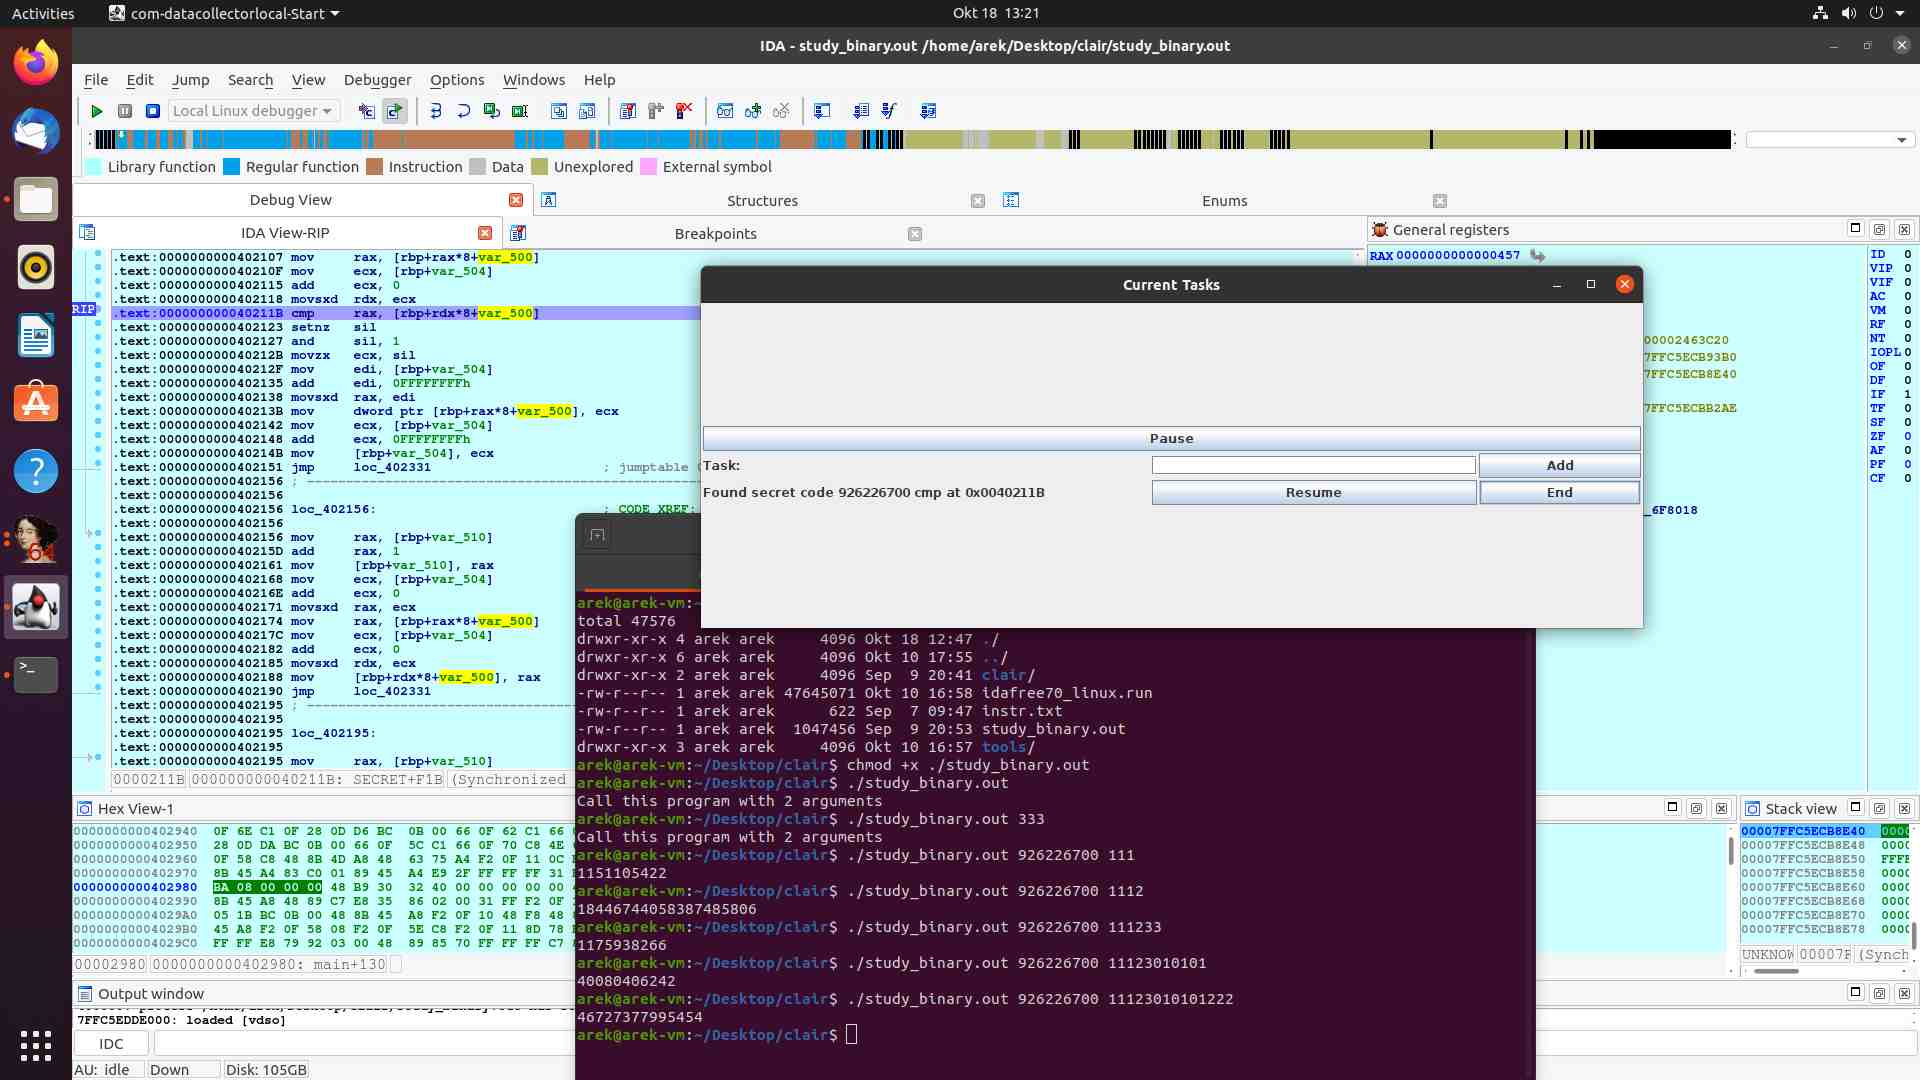 Activities
com-datacollectorlocal-Start
Okt 18 13:21
IDA - study_binary.out /home/arek/Desktop/clair/study_binary.out
File Edit Jump Search View Debugger Options Windows Help
Local Linux debugger
Library function Regular function Instruction Data Unexplored External symbol
Debug View
Structures
Enums
IDA View-RIP
Breakpoints
General registers
.text:0000000000402107 mov rax, [rbp+rax*8+var_500]
.text:000000000040210F mov ecx, [rbp+var_504]
.text:0000000000402115 add ecx, 0
.text:0000000000402118 movsxd rdx, ecx
RIP
.text:000000000040211B cmp rax, [rbp+rdx*8+var_500]
.text:0000000000402123 setnz sil
.text:0000000000402127 and sil, 1
.text:000000000040212B movzx ecx, sil
.text:000000000040212F mov edi, [rbp+var_504]
.text:0000000000402135 add edi, 0FFFFFFFFh
.text:0000000000402138 movsxd rax, edi
.text:000000000040213B mov dword ptr [rbp+rax*8+var_500], ecx
.text:0000000000402142 mov ecx, [rbp+var_504]
.text:0000000000402148 add ecx, 0FFFFFFFFh
.text:000000000040214B mov [rbp+var_504], ecx
.text:0000000000402151 jmp loc_402331 ; jumptable
.text:0000000000402156 ;
.text:0000000000402156
.text:0000000000402156 loc_402156: ; CODE XREF:
.text:0000000000402156
.text:0000000000402156 mov rax, [rbp+var_510]
.text:000000000040215D add rax, 1
.text:0000000000402161 mov [rbp+var_510], rax
.text:0000000000402168 mov ecx, [rbp+var_504]
.text:000000000040216E add ecx, 0
.text:0000000000402171 movsxd rax, ecx
.text:0000000000402174 mov rax, [rbp+rax*8+var_500]
.text:000000000040217C mov ecx, [rbp+var_504]
.text:0000000000402182 add ecx, 0
.text:0000000000402185 movsxd rdx, ecx
.text:0000000000402188 mov [rbp+rdx*8+var_500], rax
.text:0000000000402190 jmp loc_402331
.text:0000000000402195 ;
.text:0000000000402195
.text:0000000000402195 loc_402195:
.text:0000000000402195
.text:0000000000402195 mov rax, [rbp+var_510]
0000211B 000000000040211B: SECRET+F1B (Synchronized
RAX 0000000000000457
00002463C20
7FFC5ECB93B0
7FFC5ECB8E40
7FFC5ECBB2AE
_6F8018
ID 0
VIP 0
VIF 0
AC 0
VM 0
RF 0
NT 0
IOPL 0
OF 0
DF 0
IF 1
TF 0
SF 0
ZF 0
AF 0
PF 0
CF 0
Current Tasks
Pause
Task:
Add
Found secret code 926226700 cmp at 0x0040211B
Resume
End
Hex View-1
0000000000402940 0F 6E C1 0F 28 0D D6 BC 0B 00 66 0F 62 C1 66
0000000000402950 28 0D DA BC 0B 00 66 0F 5C C1 66 0F 70 C8 4E
0000000000402960 0F 58 C8 48 8B 4D A8 48 63 75 A4 F2 0F 11 0C
0000000000402970 8B 45 A4 83 C0 01 89 45 A4 E9 2F FF FF FF 31
0000000000402980 BA 08 00 00 00 48 B9 30 32 40 00 00 00 00 00
0000000000402990 8B 45 A8 48 89 C7 E8 35 86 02 00 31 FF F2 0F
00000000004029A0 05 1B BC 0B 00 48 8B 45 A8 F2 0F 10 48 F8 48
00000000004029B0 45 A8 F2 0F 58 08 F2 0F 5E C8 F2 0F 11 8D 78
00000000004029C0 FF FF E8 79 92 03 00 48 89 85 70 FF FF FF C7
00002980 0000000000402980: main+130
Output window
7FFC5EDDE000: loaded [vdso]
IDC
AU: idle Down Disk: 105GB
arek@arek-vm:~
total 47576
drwxr-xr-x 4 arek arek 4096 Okt 18 12:47 ./
drwxr-xr-x 6 arek arek 4096 Okt 10 17:55 ../
drwxr-xr-x 2 arek arek 4096 Sep 9 20:41 clair/
-rw-r--r-- 1 arek arek 47645071 Okt 10 16:58 idafree70_linux.run
-rw-r--r-- 1 arek arek 622 Sep 7 09:47 instr.txt
-rw-r--r-- 1 arek arek 1047456 Sep 9 20:53 study_binary.out
drwxr-xr-x 3 arek arek 4096 Okt 10 16:57 tools/
arek@arek-vm:~/Desktop/clair$ chmod +x ./study_binary.out
arek@arek-vm:~/Desktop/clair$ ./study_binary.out
Call this program with 2 arguments
arek@arek-vm:~/Desktop/clair$ ./study_binary.out 333
Call this program with 2 arguments
arek@arek-vm:~/Desktop/clair$ ./study_binary.out 926226700 111
1151105422
arek@arek-vm:~/Desktop/clair$ ./study_binary.out 926226700 1112
18446744058387485806
arek@arek-vm:~/Desktop/clair$ ./study_binary.out 926226700 111233
1175938266
arek@arek-vm:~/Desktop/clair$ ./study_binary.out 926226700 11123010101
40080406242
arek@arek-vm:~/Desktop/clair$ ./study_binary.out 926226700 11123010101222
46727377995454
arek@arek-vm:~/Desktop/clair$
Stack view
00007FFC5ECB8E40 0000
00007FFC5ECB8E48 0000
00007FFC5ECB8E50 FFFF
00007FFC5ECB8E58 0000
00007FFC5ECB8E60 0000
00007FFC5ECB8E68 0000
00007FFC5ECB8E70 0000
00007FFC5ECB8E78 0000
UNKNOW 00007F (Synch
64